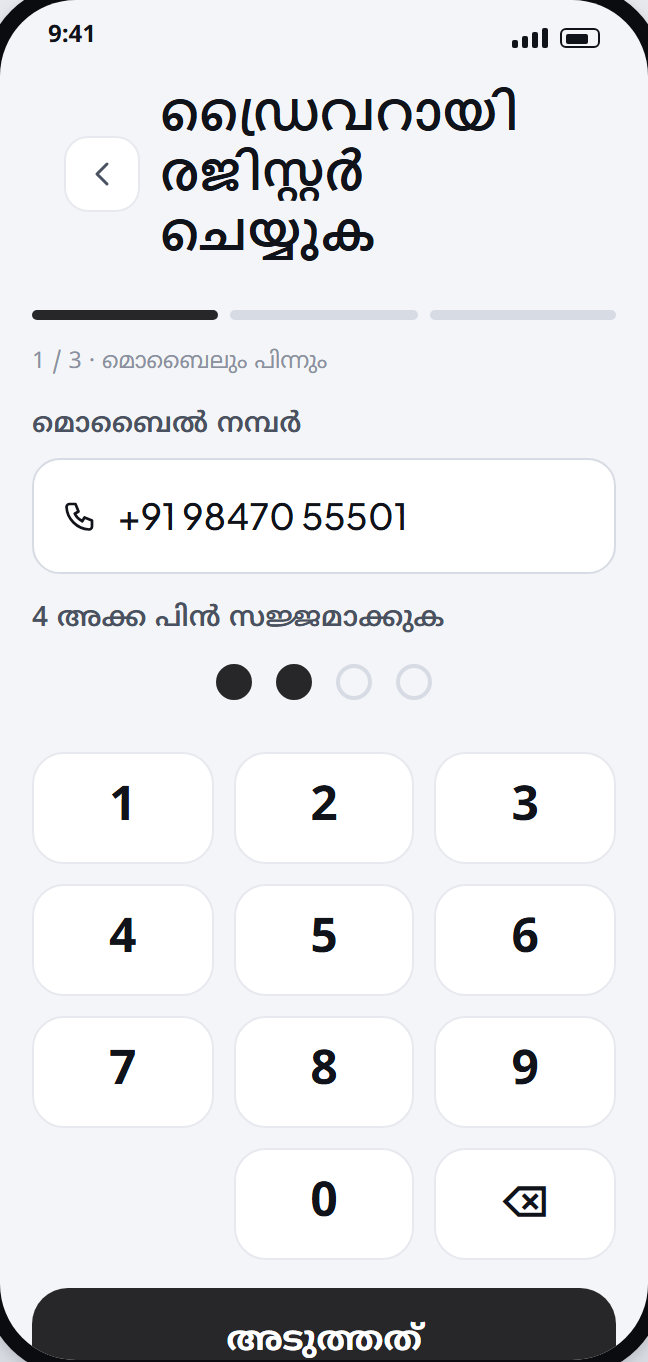 9:41
ഡ്രൈവറായി
രജിസ്റ്റർ
ചെയ്യുക
1 / 3 · മൊബൈലും പിന്നും
മൊബൈൽ നമ്പർ
+91 98470 55501
4 അക്ക പിൻ സജ്ജമാക്കുക
1 2 3
4 5 6
7 8 9
0
അടുത്തത്